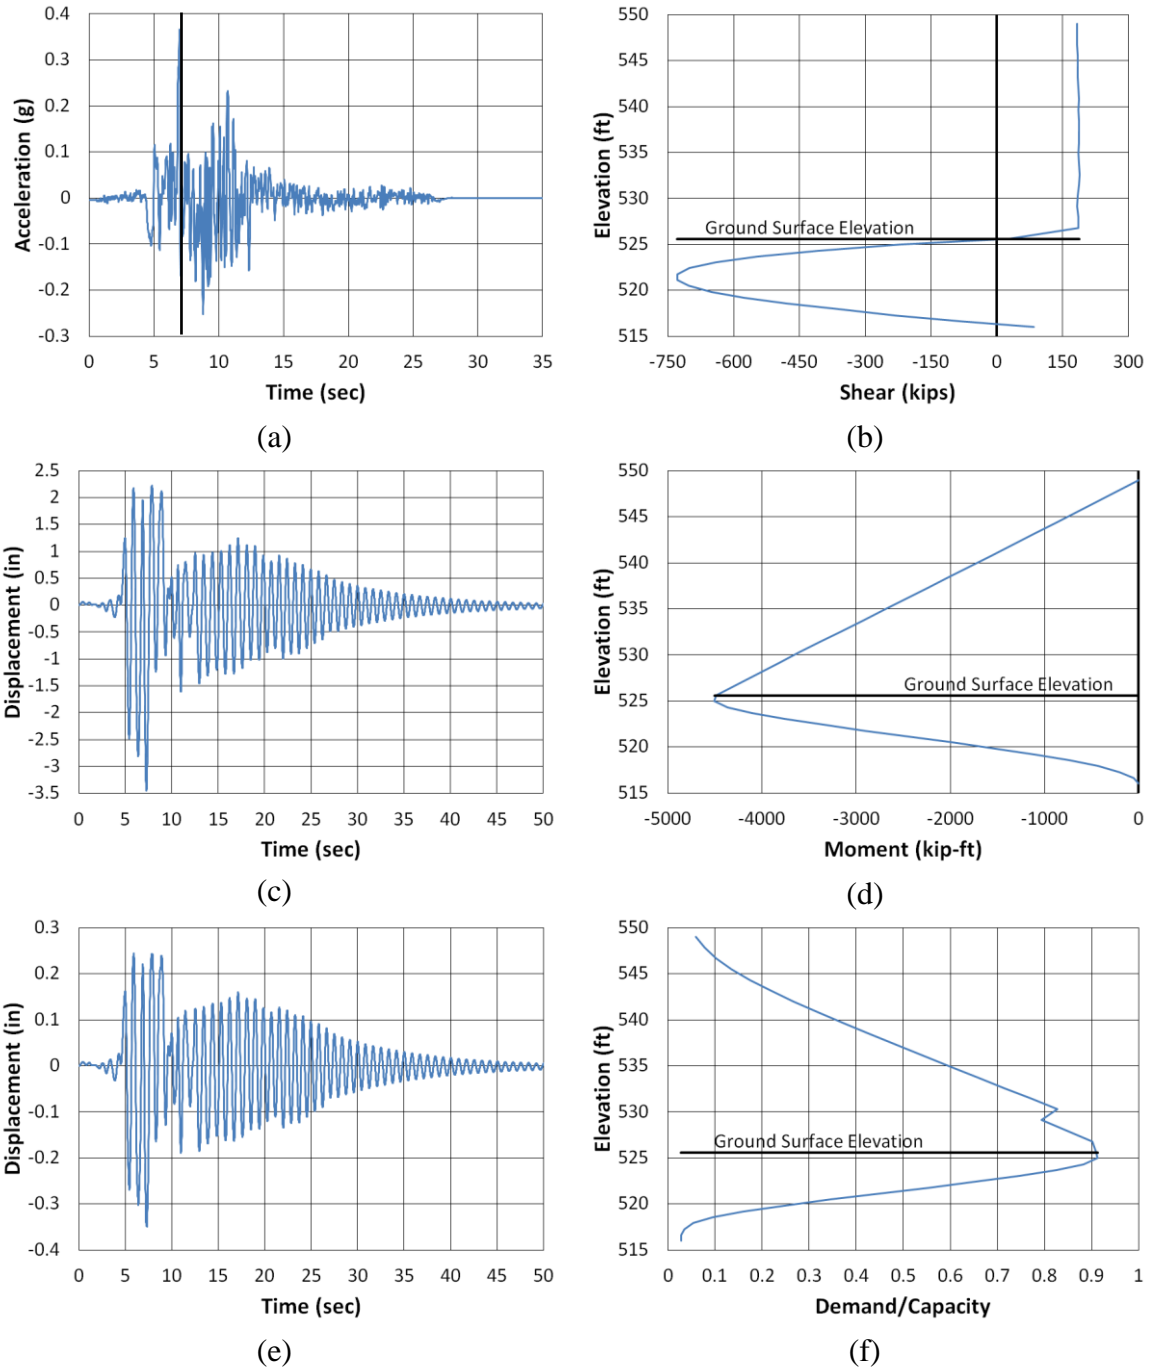 0.4
0.3
0.2
0.1
0
-0.1
-0.2
-0.3
Acceleration (g)
0 5 10 15 20 25 30 35
Time (sec)
(a)
550
545
540
535
530
525
520
515
Elevation (ft)
Ground Surface Elevation
-750 -600 -450 -300 -150 0 150 300
Shear (kips)
(b)
2.5
2
1.5
1
0.5
0
-0.5
-1
-1.5
-2
-2.5
-3
-3.5
Displacement (in)
0 5 10 15 20 25 30 35 40 45 50
Time (sec)
(c)
550
545
540
535
530
525
520
515
Elevation (ft)
Ground Surface Elevation
-5000 -4000 -3000 -2000 -1000 0
Moment (kip-ft)
(d)
0.3
0.2
0.1
0
-0.1
-0.2
-0.3
-0.4
Displacement (in)
0 5 10 15 20 25 30 35 40 45 50
Time (sec)
(e)
550
545
540
535
530
525
520
515
Elevation (ft)
Ground Surface Elevation
0 0.1 0.2 0.3 0.4 0.5 0.6 0.7 0.8 0.9 1
Demand/Capacity
(f)